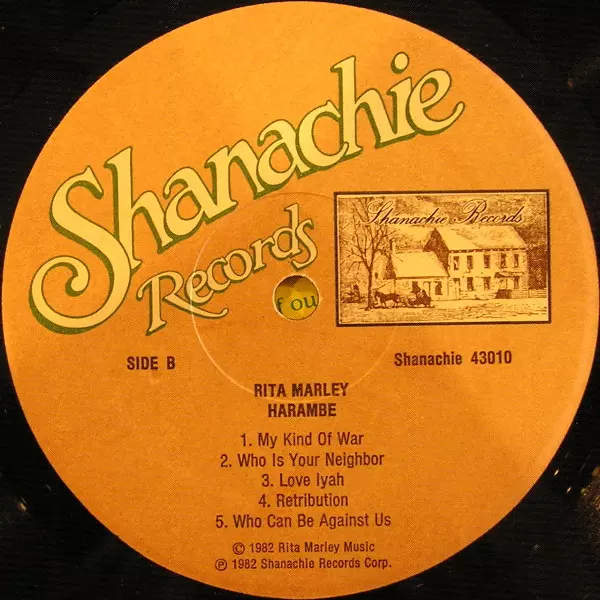 Shanachie
Records
Shanachie Records
f ou
SIDE B
Shanachie 43010
RITA MARLEY
HARAMBE
1. My Kind Of War
2. Who Is Your Neighbor
3. Love Iyah
4. Retribution
5. Who Can Be Against Us
© 1982 Rita Marley Music
℗ 1982 Shanachie Records Corp.